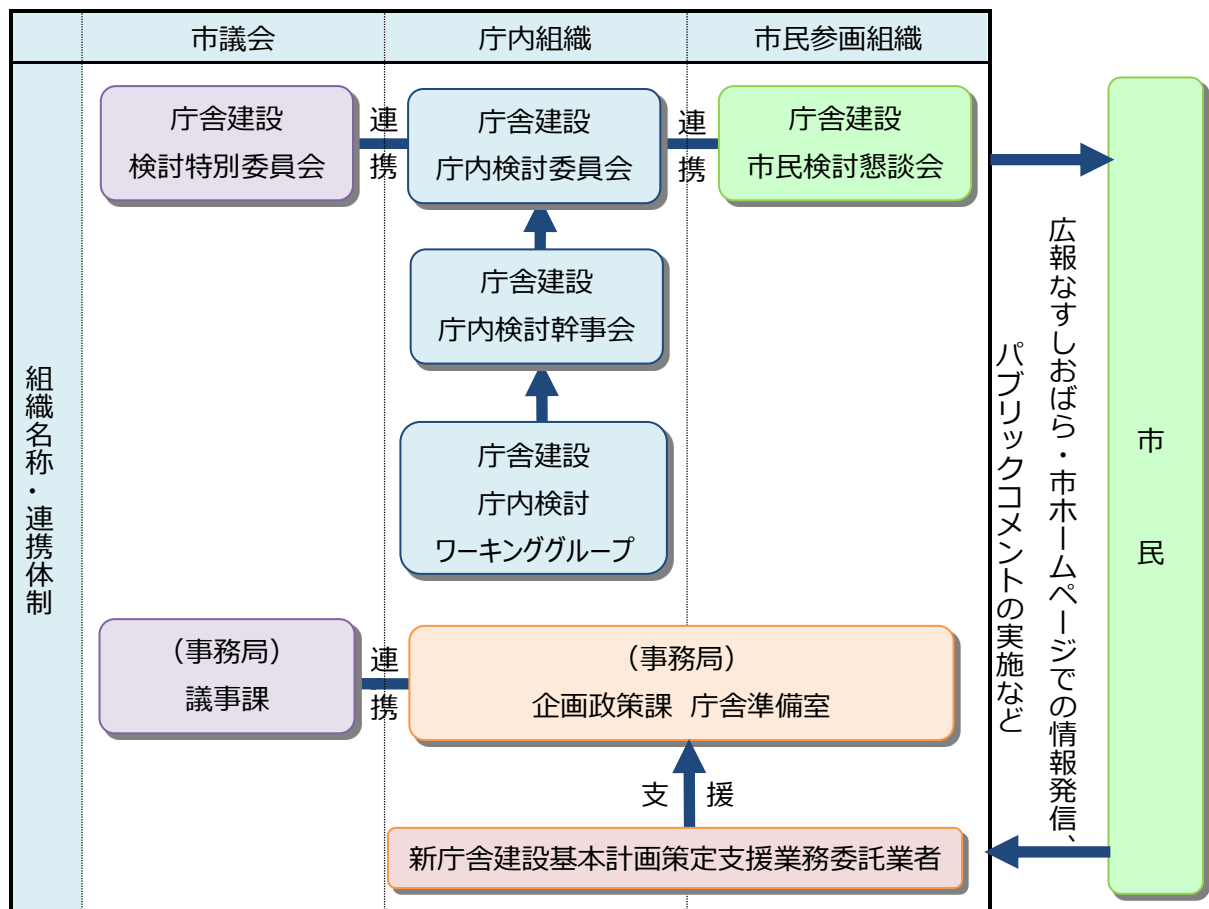 市議会
庁内組織
市民参画組織
組織名称・連携体制
庁舎建設
検討特別委員会
連
携
庁舎建設
庁内検討委員会
連
携
庁舎建設
市民検討懇談会
庁舎建設
庁内検討幹事会
庁舎建設
庁内検討
ワーキンググループ
（事務局）
議事課
連
携
（事務局）
企画政策課 庁舎準備室
支 援
新庁舎建設基本計画策定支援業務委託業者
広報なすしおばら・市ホームページでの情報発信、
パブリックコメントの実施など
市民